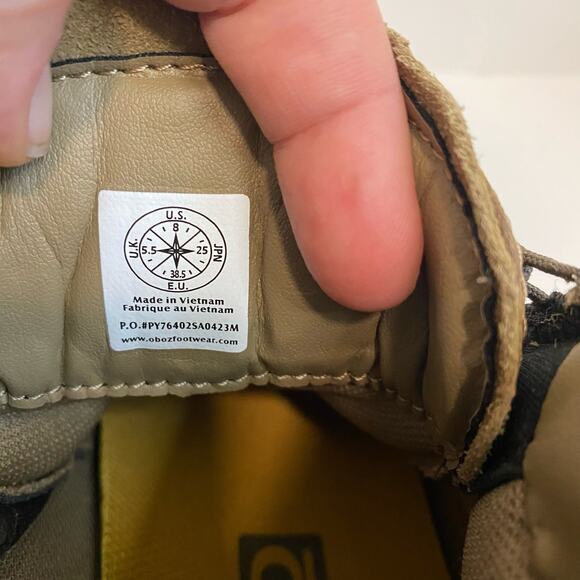 U.S.
8
U.K. 5.5 25 JPN
38.5
E.U.
Made in Vietnam
Fabrique au Vietnam
P.O.#PY76402SA0423M
www.obozfootwear.com